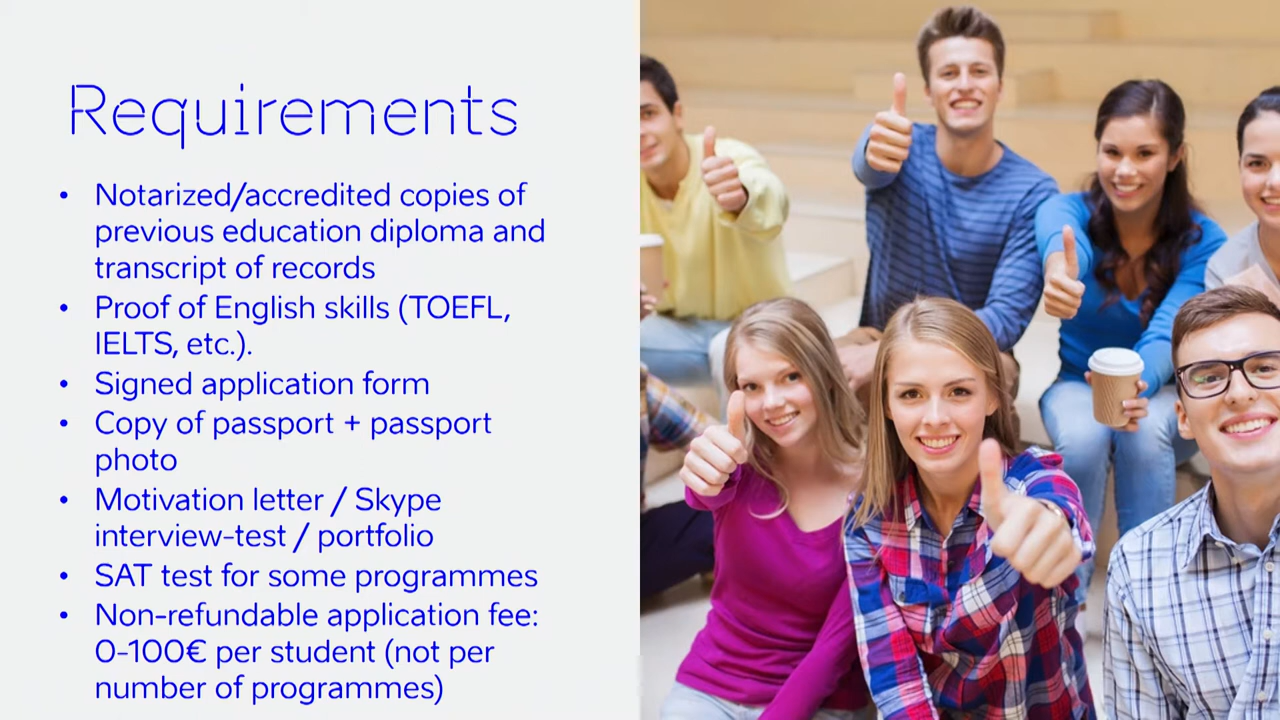 Requirements
• Notarized/accredited copies of
previous education diploma and
transcript of records
• Proof of English skills (TOEFL,
IELTS, etc.).
• Signed application form
• Copy of passport + passport
photo
• Motivation letter / Skype
interview-test / portfolio
• SAT test for some programmes
• Non-refundable application fee:
0-100€ per student (not per
number of programmes)